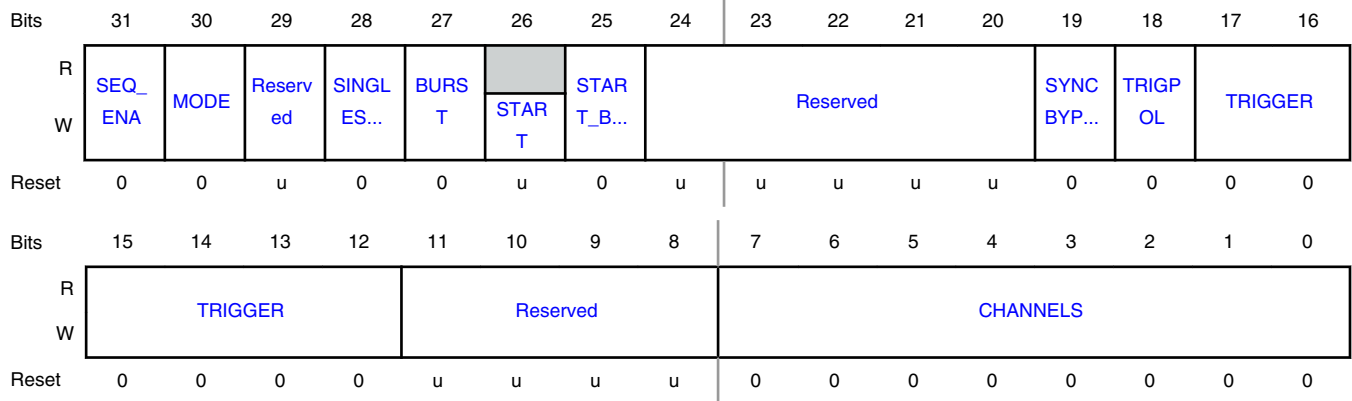 Bits 31 30 29 28 27 26 25 24 23 22 21 20 19 18 17 16
R
W
SEQ_
ENA
MODE
Reserv
ed
SINGL
ES...
BURS
T
STAR
T
STAR
T_B...
Reserved
SYNC
BYP...
TRIGP
OL
TRIGGER
Reset 0 0 u 0 0 u 0 u u u u u 0 0 0 0
Bits 15 14 13 12 11 10 9 8 7 6 5 4 3 2 1 0
R
W
TRIGGER
Reserved
CHANNELS
Reset 0 0 0 0 u u u u 0 0 0 0 0 0 0 0